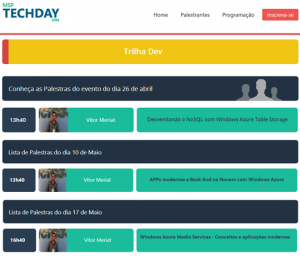 MSP
TECHDAY
Home Palestrantes Programação Inscreva-se
Trilha Dev
Conheça as Palestras do evento do dia 26 de abril
13h40 Vitor Meriat Desvendando o NoSQL com Windows Azure Table Storage
Lista de Palestras do dia 10 de Maio
13h40 Vitor Meriat APPs modernas e Back-End na Nuvem com Windows Azure
Lista de Palestras do dia 17 de Maio
16h40 Vitor Meriat Windows Azure Media Services - Conceitos e aplicações modernas